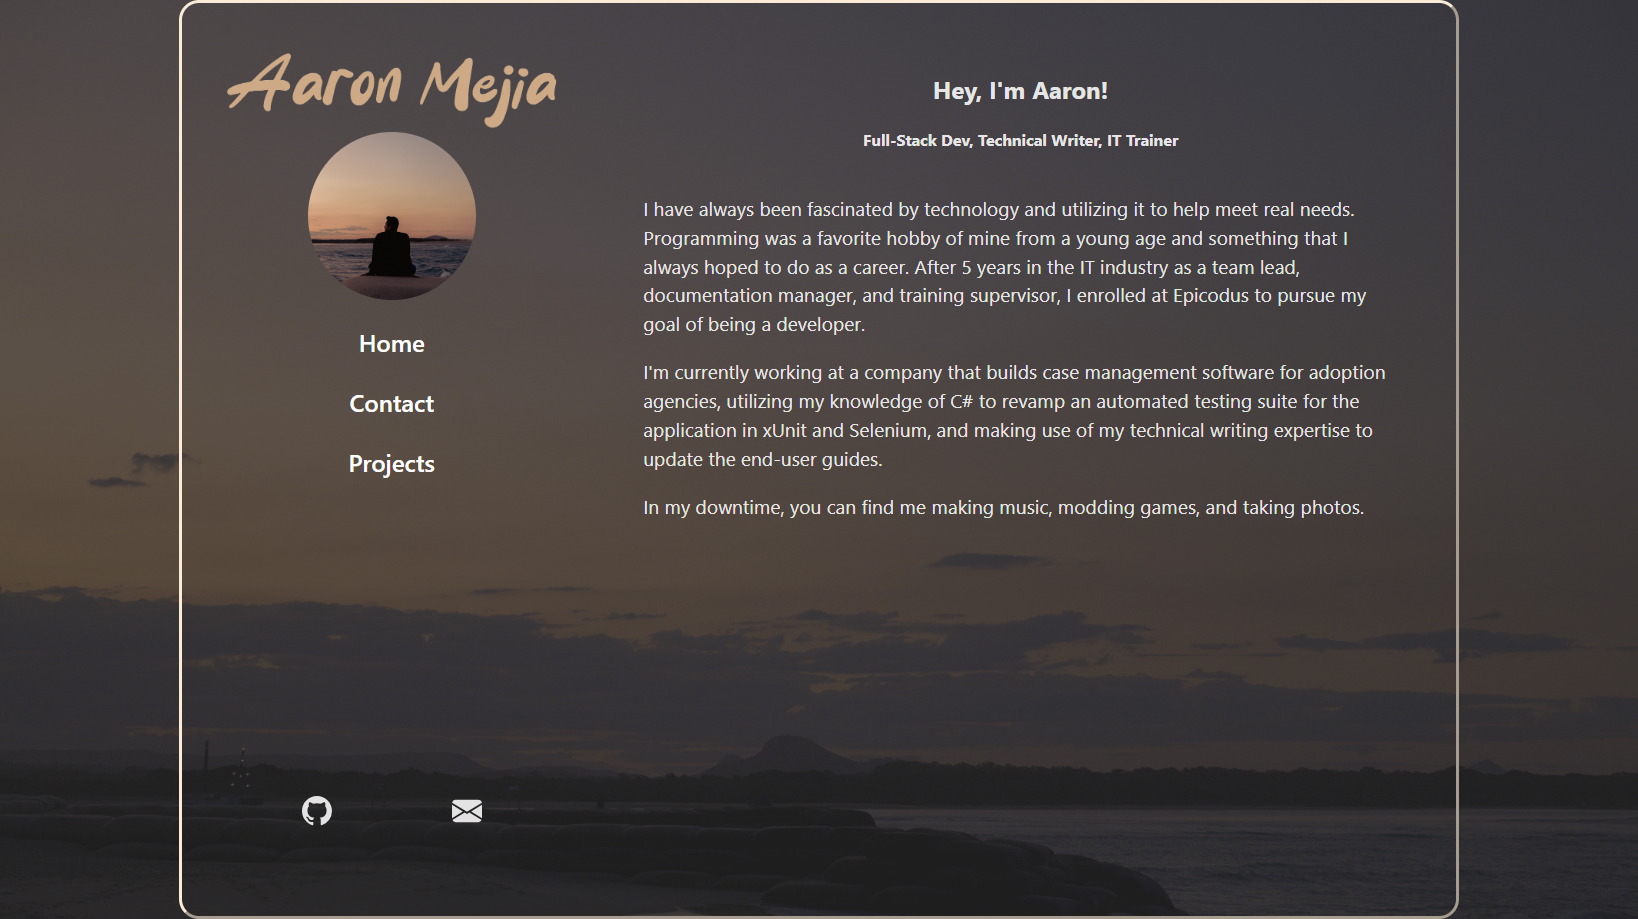 Aaron Mejia
Home
Contact
Projects
Hey, I'm Aaron!
Full-Stack Dev, Technical Writer, IT Trainer
I have always been fascinated by technology and utilizing it to help meet real needs.
Programming was a favorite hobby of mine from a young age and something that I
always hoped to do as a career. After 5 years in the IT industry as a team lead,
documentation manager, and training supervisor, I enrolled at Epicodus to pursue my
goal of being a developer.
I'm currently working at a company that builds case management software for adoption
agencies, utilizing my knowledge of C# to revamp an automated testing suite for the
application in xUnit and Selenium, and making use of my technical writing expertise to
update the end-user guides.
In my downtime, you can find me making music, modding games, and taking photos.